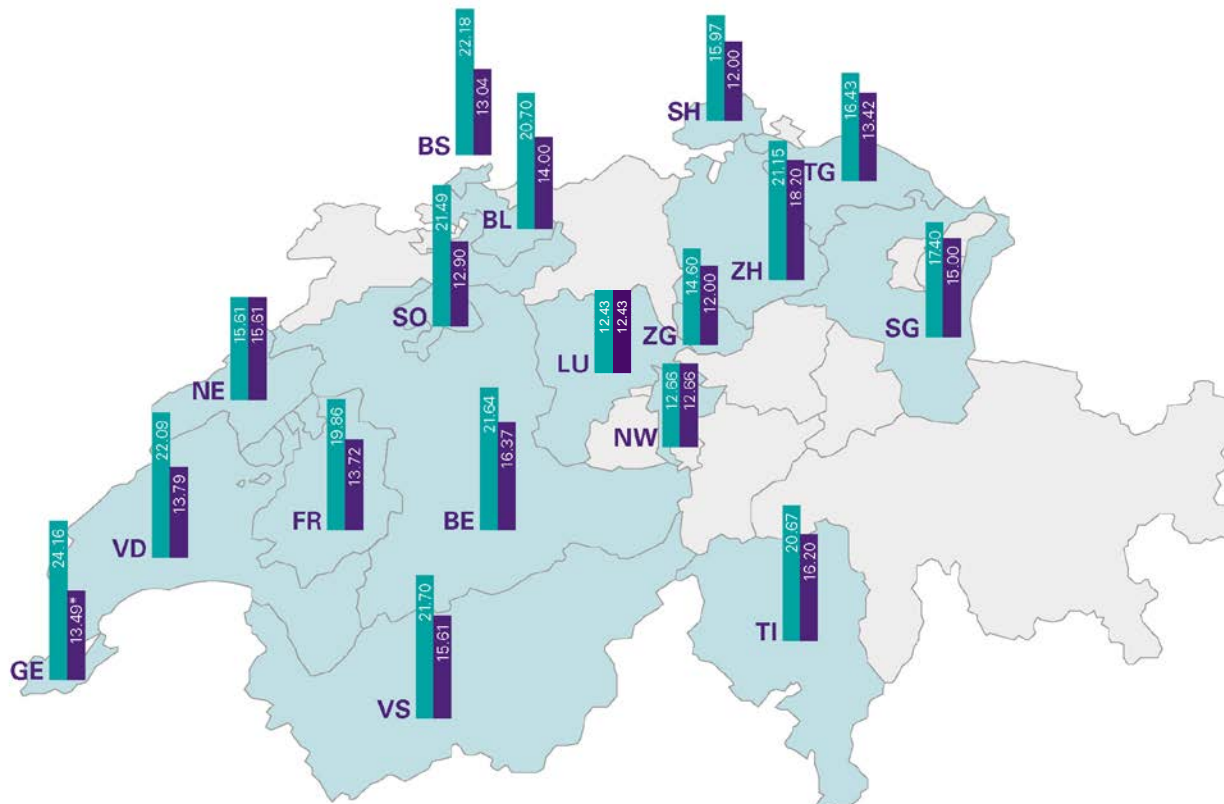 22.18
13.04
BS
20.70
14.00
BL
15.97
12.00
SH
16.43
13.42
TG
21.15
18.20
ZH
21.49
12.90
SO
17.40
15.00
SG
14.60
12.00
ZG
12.43
12.43
LU
15.61
15.61
NE
12.66
12.66
NW
19.86
13.72
FR
21.64
16.37
BE
22.09
13.79
VD
24.16
13.49*
GE
21.70
15.61
VS
20.67
16.20
TI